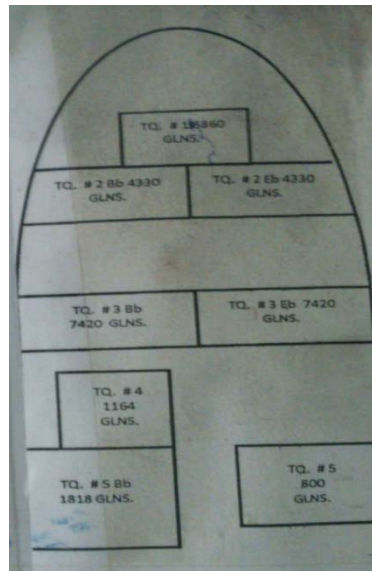 TQ. # 1
GLNS.
TQ. # 2 Bb 4330
GLNS.
TQ. # 2 Eb 4330
GLNS.
TQ. # 3 Bb
7420 GLNS.
TQ. # 3 Eb 7420
GLNS.
TQ. # 4
1164
GLNS.
TQ. # 5 Bb
1818 GLNS.
TQ. # 5
800
GLNS.